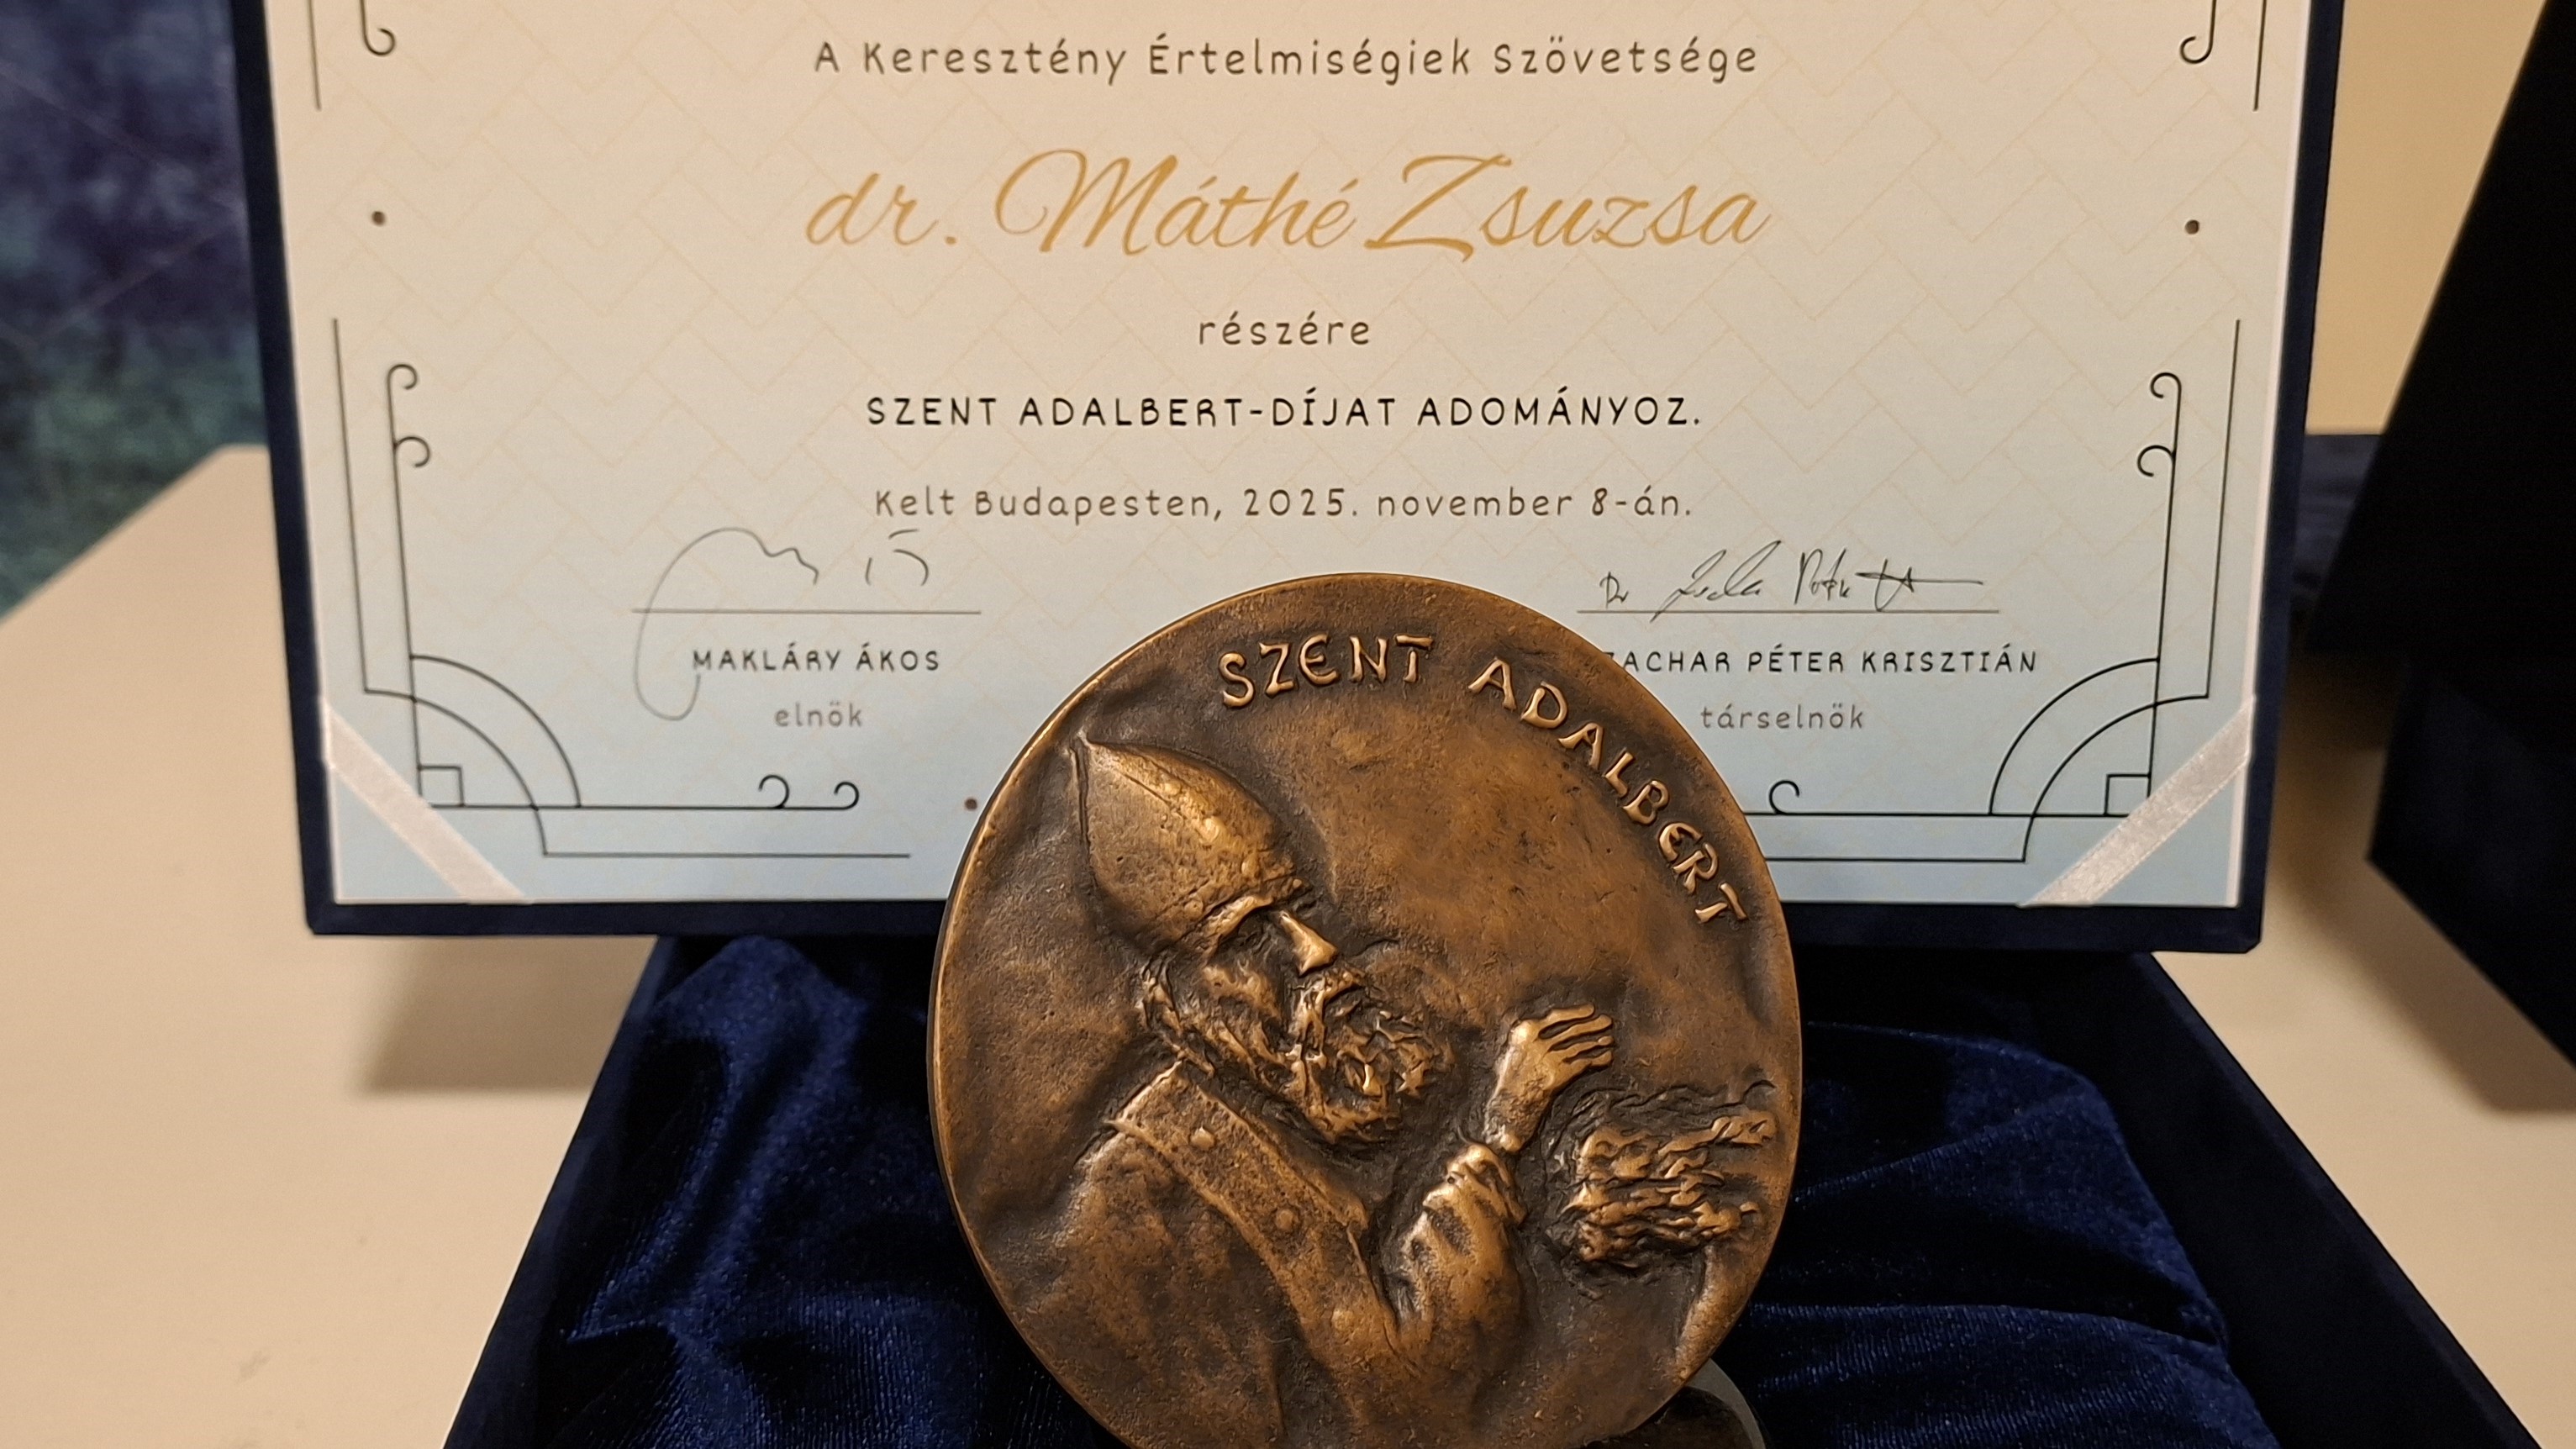 A Keresztény Értelmiségiek Szövetsége
dr. Máthé Zsuzsa
részére
SZENT ADALBERT-DÍJAT ADOMÁNYOZ.
Kelt Budapesten, 2025. november 8-án.
MAKLÁRY ÁKOS
elnök
ZACHAR PÉTER KRISZTIÁN
társelnök
SZENT ADALBERT